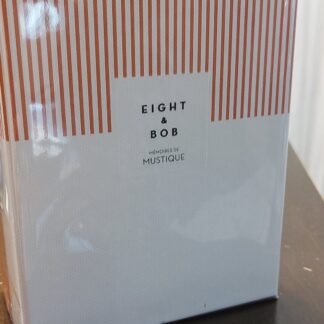 EIGHT
&
BOB
MÉMOIRES DE
MUSTIQUE